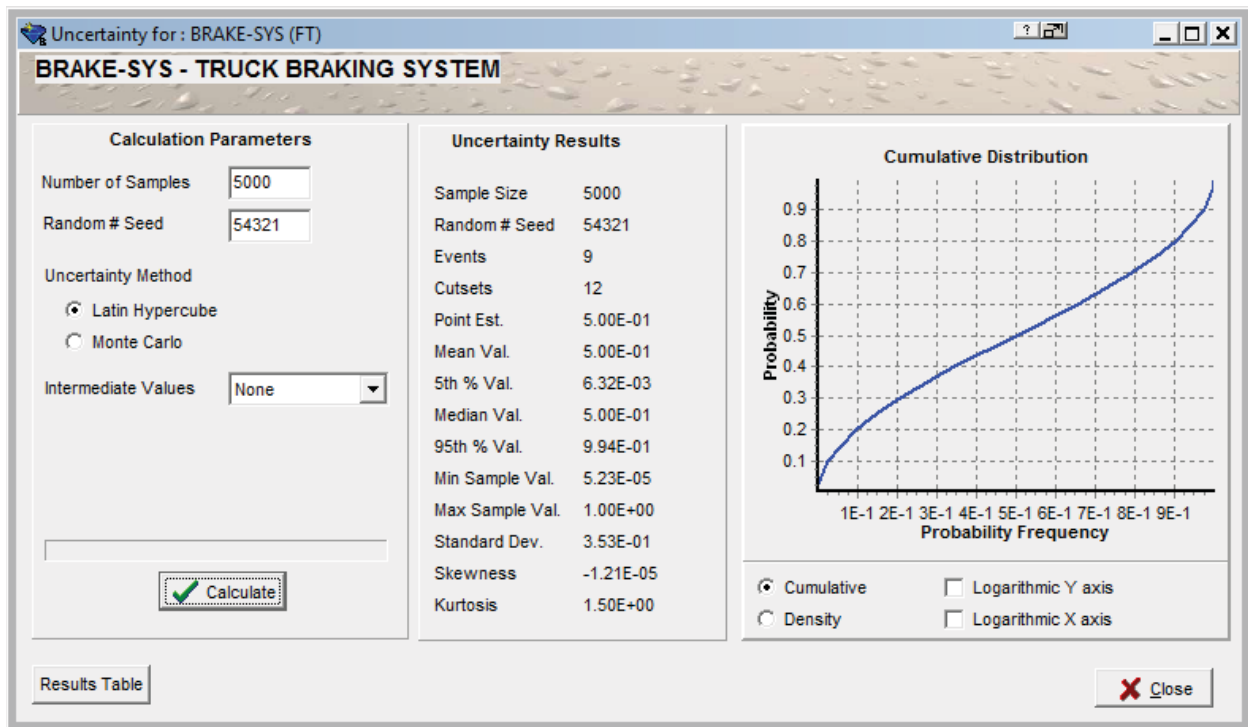 Uncertainty for : BRAKE-SYS (FT)
?
BRAKE-SYS - TRUCK BRAKING SYSTEM
Calculation Parameters
Number of Samples 5000
Random # Seed 54321
Uncertainty Method
Latin Hypercube
Monte Carlo
Intermediate Values None
Calculate
Uncertainty Results
Sample Size 5000
Random # Seed 54321
Events 9
Cutsets 12
Point Est. 5.00E-01
Mean Val. 5.00E-01
5th % Val. 6.32E-03
Median Val. 5.00E-01
95th % Val. 9.94E-01
Min Sample Val. 5.23E-05
Max Sample Val. 1.00E+00
Standard Dev. 3.53E-01
Skewness -1.21E-05
Kurtosis 1.50E+00
Cumulative Distribution
Probability
0.9
0.8
0.7
0.6
0.5
0.4
0.3
0.2
0.1
1E-1 2E-1 3E-1 4E-1 5E-1 6E-1 7E-1 8E-1 9E-1
Probability Frequency
Cumulative Logarithmic Y axis
Density Logarithmic X axis
Results Table
Close